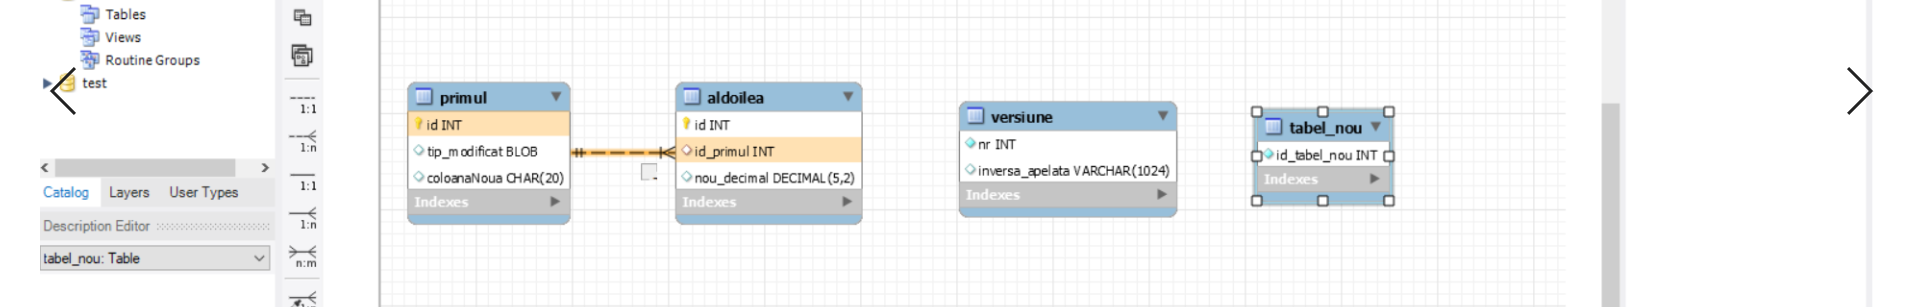 Tables
Views
Routine Groups
test
Catalog Layers User Types
Description Editor
tabel_nou: Table
1:1
1:n
1:1
1:n
n:m
primul
id INT
tip_modificat BLOB
coloanaNoua CHAR(20)
Indexes
aldoilea
id INT
id_primul INT
nou_decimal DECIMAL(5,2)
Indexes
versiune
nr INT
inversa_apelata VARCHAR(1024)
Indexes
tabel_nou
id_tabel_nou INT
Indexes